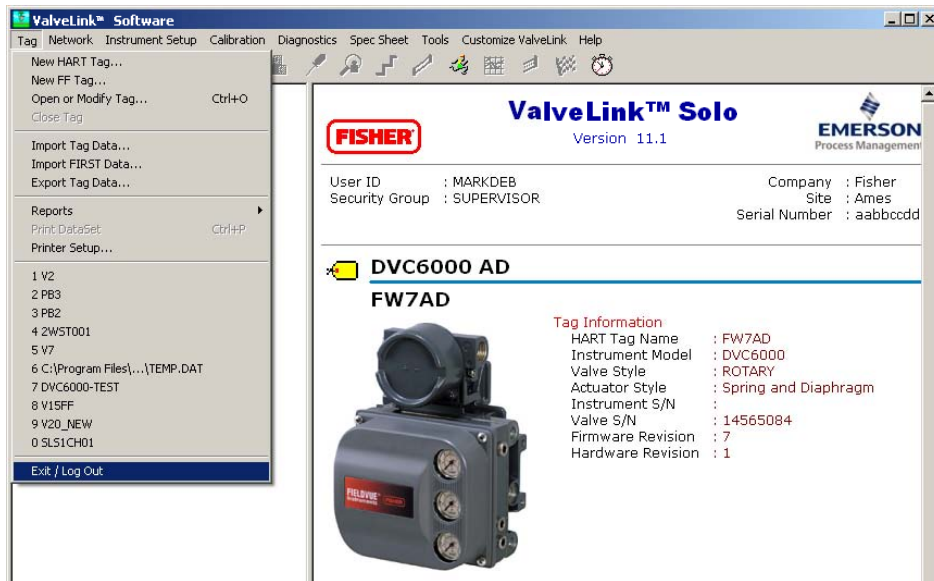 ValveLink™ Software
Tag Network Instrument Setup Calibration Diagnostics Spec Sheet Tools Customize ValveLink Help
New HART Tag...
New FF Tag...
Open or Modify Tag... Ctrl+O
Close Tag
Import Tag Data...
Import FIRST Data...
Export Tag Data...
Reports
Print DataSet Ctrl+P
Printer Setup...
1 V2
2 PB3
3 PB2
4 2WST001
5 V7
6 C:\Program Files\...\TEMP.DAT
7 DVC6000-TEST
8 V15FF
9 V20_NEW
0 SLS1CH01
Exit / Log Out
FISHER
ValveLink™ Solo
Version 11.1
EMERSON
Process Management
User ID : MARKDEB
Security Group : SUPERVISOR
Company : Fisher
Site : Ames
Serial Number : aabbccdd
DVC6000 AD
FW7AD
Tag Information
HART Tag Name : FW7AD
Instrument Model : DVC6000
Valve Style : ROTARY
Actuator Style : Spring and Diaphragm
Instrument S/N :
Valve S/N : 14565084
Firmware Revision : 7
Hardware Revision : 1
FIELDVUE